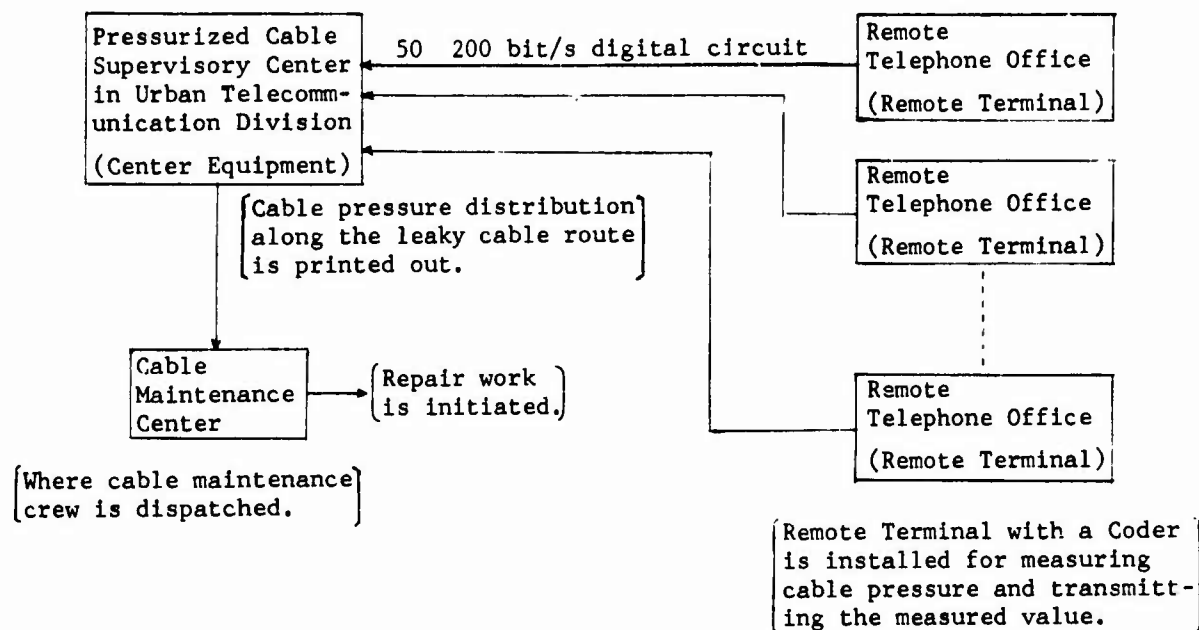 Pressurized Cable
Supervisory Center
in Urban Telecomm-
unication Division
(Center Equipment)
50 200 bit/s digital circuit
Remote
Telephone Office
(Remote Terminal)
Remote
Telephone Office
(Remote Terminal)
Cable pressure distribution
along the leaky cable route
is printed out.
Cable
Maintenance
Center
Repair work
is initiated.
Remote
Telephone Office
(Remote Terminal)
Where cable maintenance
crew is dispatched.
Remote Terminal with a Coder
is installed for measuring
cable pressure and transmitt-
ing the measured value.